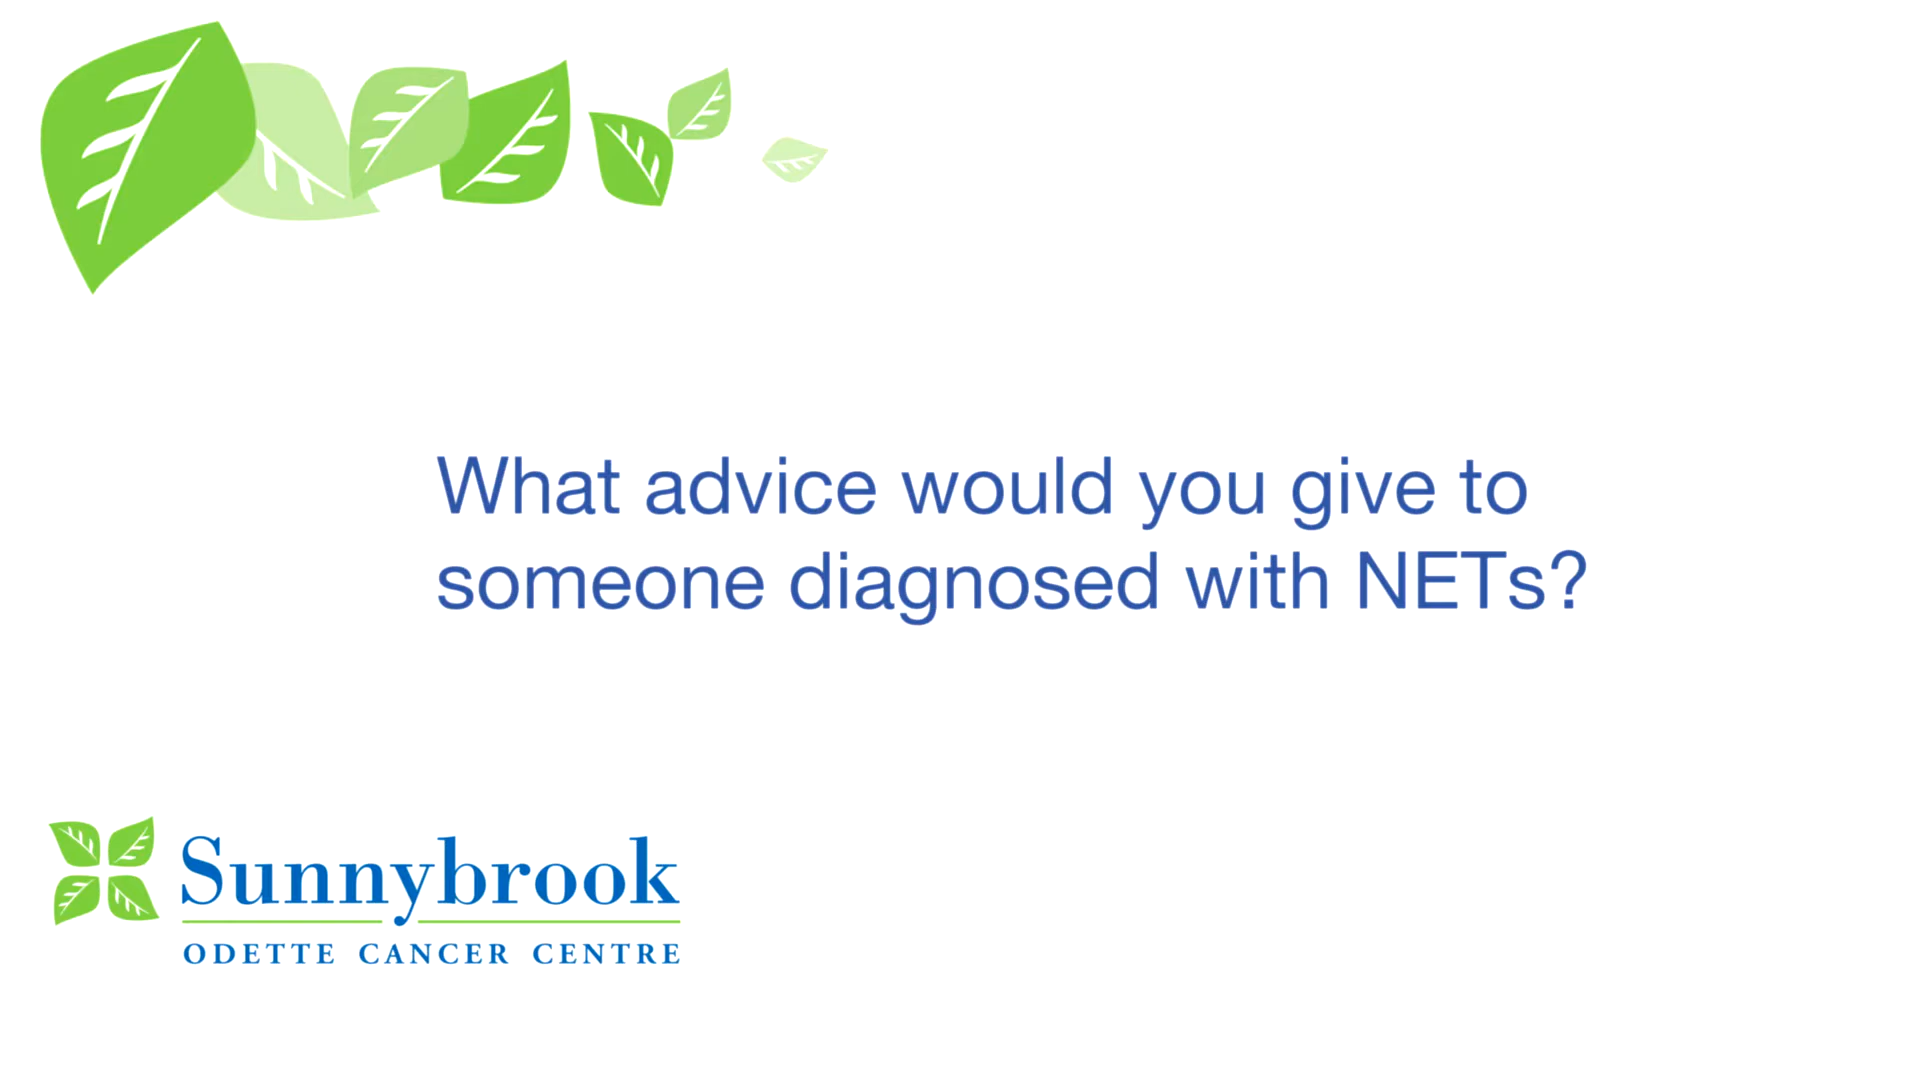 What advice would you give to
someone diagnosed with NETs?
Sunnybrook
ODETTE CANCER CENTRE